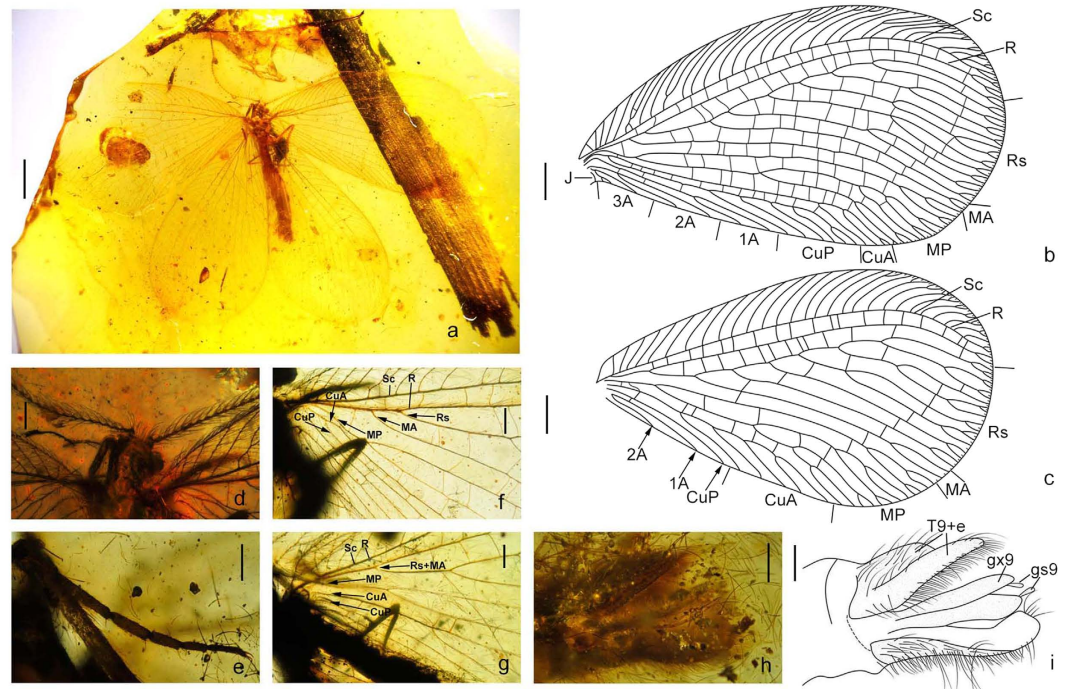 a
Sc
R
Rs
MA
MP
CuA
CuP
1A
2A
3A
J
b
Sc
R
Rs
MA
MP
CuA
CuP
1A
2A
c
d
CuA
Sc
R
CuP
MP
MA
Rs
f
e
Sc
R
Rs+MA
MP
CuA
CuP
g
h
T9+e
gx9
gs9
i